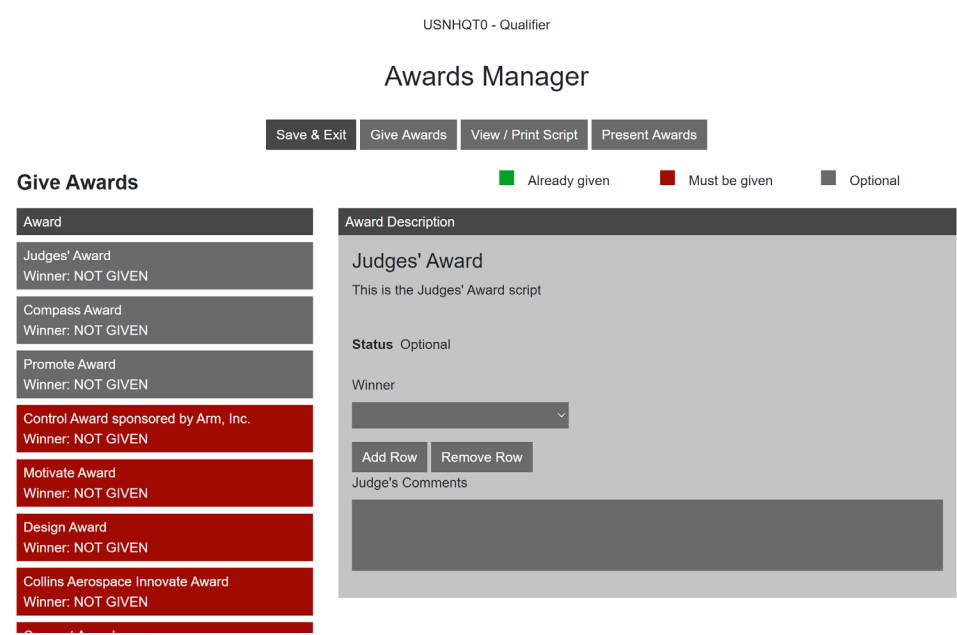 USNHQT0 - Qualifier
Awards Manager
Save & Exit Give Awards View / Print Script Present Awards
Give Awards
Already given Must be given Optional
Award
Judges' Award
Winner: NOT GIVEN
Compass Award
Winner: NOT GIVEN
Promote Award
Winner: NOT GIVEN
Control Award sponsored by Arm, Inc.
Winner: NOT GIVEN
Motivate Award
Winner: NOT GIVEN
Design Award
Winner: NOT GIVEN
Collins Aerospace Innovate Award
Winner: NOT GIVEN
Award Description
Judges' Award
This is the Judges' Award script
Status Optional
Winner
Add Row Remove Row
Judge's Comments